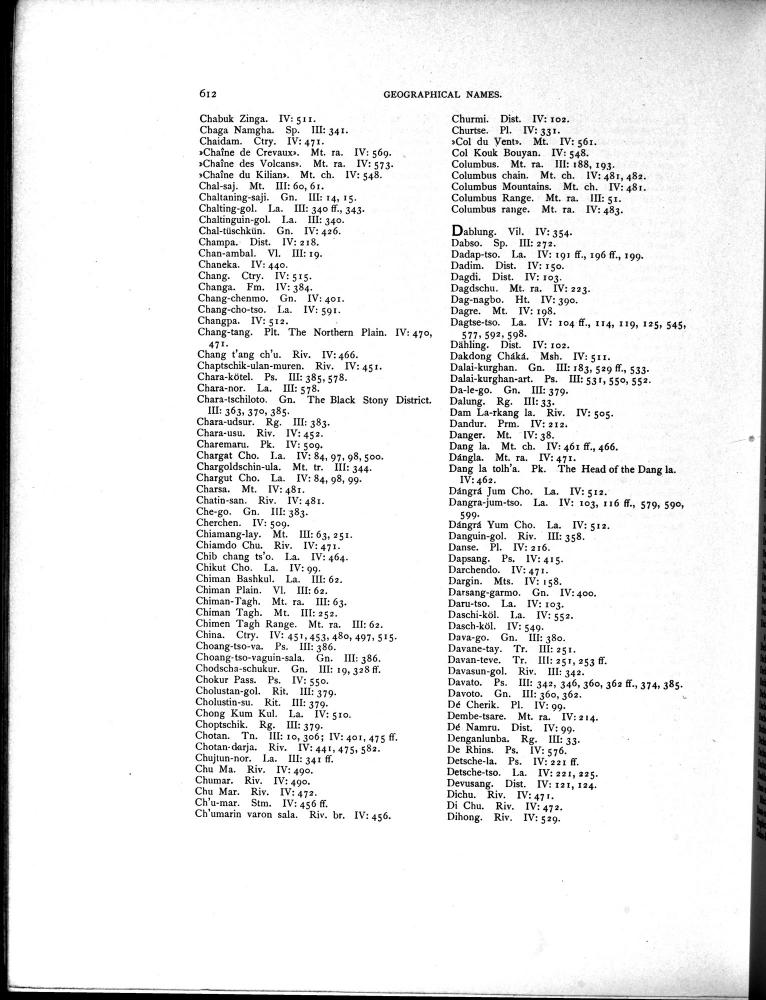 612
GEOGRAPHICAL NAMES.
Chabuk Zinga. IV: 511.
Chaga Namgha. Sp. III: 341.
Chaidam. Ctry. IV: 471.
»Chaîne de Crevaux». Mt. ra. IV: 569.
»Chaîne des Volcans». Mt. ra. IV: 573.
»Chaîne du Kilian». Mt. ch. IV: 548.
Chal-saj. Mt. III: 60, 61.
Chaltaning-saji. Gn. III: 14, 15.
Chalting-gol. La. III: 340 ff., 343.
Chaltinguin-gol. La. III: 340.
Chal-tüschkün. Gn. IV: 426.
Champa. Dist. IV: 218.
Chan-ambal. Vl. III: 19.
Chaneka. IV: 440.
Chang. Ctry. IV: 515.
Changa. Fm. IV: 384.
Chang-chenmo. Gn. IV: 401.
Chang-cho-tso. La. IV: 591.
Changpa. IV: 512.
Chang-tang. Plt. The Northern Plain. IV: 470,
471.
Chang t'ang ch'u. Riv. IV: 466.
Chaptschik-ulan-muren. Riv. IV: 451.
Chara-kötel. Ps. III: 385, 578.
Chara-nor. La. III: 578.
Chara-tschiloto. Gn. The Black Stony District.
III: 363, 370, 385.
Chara-udsur. Rg. III: 383.
Chara-usu. Riv. IV: 452.
Charemaru. Pk. IV: 509.
Chargat Cho. La. IV: 84, 97, 98, 500.
Chargoldschin-ula. Mt. tr. III: 344.
Chargut Cho. La. IV: 84, 98, 99.
Charsa. Mt. IV: 481.
Chatin-san. Riv. IV: 481.
Che-go. Gn. III: 383.
Cherchen. IV: 509.
Chiamang-lay. Mt. III: 63, 251.
Chiamdo Chu. Riv. IV: 471.
Chib chang ts'o. La. IV: 464.
Chikut Cho. La. IV: 99.
Chiman Bashkul. La. III: 62.
Chiman Plain. Vl. III: 62.
Chiman-Tagh. Mt. ra. III: 63.
Chiman Tagh. Mt. III: 252.
Chimen Tagh Range. Mt. ra. III: 62.
China. Ctry. IV: 451, 453, 480, 497, 515.
Choang-tso-va. Ps. III: 386.
Choang-tso-vaguin-sala. Gn. III: 386.
Chodscha-schukur. Gn. III: 19, 328 ff.
Chokur Pass. Ps. IV: 550.
Cholustan-gol. Rit. III: 379.
Cholustin-su. Rit. III: 379.
Chong Kum Kul. La. IV: 510.
Choptschik. Rg. III: 379.
Chotan. Tn. III: 10, 306; IV: 401, 475 ff.
Chotan-darja. Riv. IV: 441, 475, 582.
Chujtun-nor. La. III: 341 ff.
Chu Ma. Riv. IV: 490.
Chumar. Riv. IV: 490.
Chu Mar. Riv. IV: 472.
Ch'u-mar. Stm. IV: 456 ff.
Ch'umarin varon sala. Riv. br. IV: 456.
Churmi. Dist. IV: 102.
Churtse. Pl. IV: 331.
»Col du Vent». Mt. IV: 561.
Col Kouk Bouyan. IV: 548.
Columbus. Mt. ra. III: 188, 193.
Columbus chain. Mt. ch. IV: 481, 482.
Columbus Mountains. Mt. ch. IV: 481.
Columbus Range. Mt. ra. III: 51.
Columbus range. Mt. ra. IV: 483.
Dablung. Vil. IV: 354.
Dabso. Sp. III: 272.
Dadap-tso. La. IV: 191 ff., 196 ff., 199.
Dadim. Dist. IV: 150.
Dagdi. Dist. IV: 103.
Dagdschu. Mt. ra. IV: 223.
Dag-nagbo. Ht. IV: 390.
Dagre. Mt. IV: 198.
Dagtse-tso. La. IV: 104 ff., 114, 119, 125, 545,
577, 592, 598.
Dähling. Dist. IV: 102.
Dakdong Cháká. Msh. IV: 511.
Dalai-kurghan. Gn. III: 183, 529 ff., 533.
Dalai-kurghan-art. Ps. III: 531, 550, 552.
Da-le-go. Gn. III: 379.
Dalung. Rg. III: 33.
Dam La-rkang la. Riv. IV: 505.
Dandur. Prm. IV: 212.
Danger. Mt. IV: 38.
Dang la. Mt. ch. IV: 461 ff., 466.
Dángla. Mt. ra. IV: 471.
Dang la tolh'a. Pk. The Head of the Dang la.
IV: 462.
Dángrá Jum Cho. La. IV: 512.
Dangra-jum-tso. La. IV: 103, 116 ff., 579, 590,
599.
Dángrá Yum Cho. La. IV: 512.
Danguin-gol. Riv. III: 358.
Danse. Pl. IV: 216.
Dapsang. Ps. IV: 415.
Darchendo. IV: 471.
Dargin. Mts. IV: 158.
Darsang-garmo. Gn. IV: 400.
Daru-tso. La. IV: 103.
Daschi-köl. La. IV: 552.
Dasch-köl. IV: 549.
Dava-go. Gn. III: 380.
Davane-tay. Tr. III: 251.
Davan-teve. Tr. III: 251, 253 ff.
Davasun-gol. Riv. III: 342.
Davato. Ps. III: 342, 346, 360, 362 ff., 374, 385.
Davoto. Gn. III: 360, 362.
Dé Cherik. Pl. IV: 99.
Dembe-tsare. Mt. ra. IV: 214.
Dé Namru. Dist. IV: 99.
Denganlunba. Rg. III: 33.
De Rhins. Ps. IV: 576.
Detsche-la. Ps. IV: 221 ff.
Detsche-tso. La. IV: 221, 225.
Devusang. Dist. IV: 121, 124.
Dichu. Riv. IV: 471.
Di Chu. Riv. IV: 472.
Dihong. Riv. IV: 529.